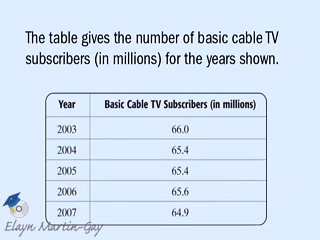 The table gives the number of basic cable TV
subscribers (in millions) for the years shown.
Year Basic Cable TV Subscribers (in millions)
2003 66.0
2004 65.4
2005 65.4
2006 65.6
2007 64.9
Elayn Martin-Gay